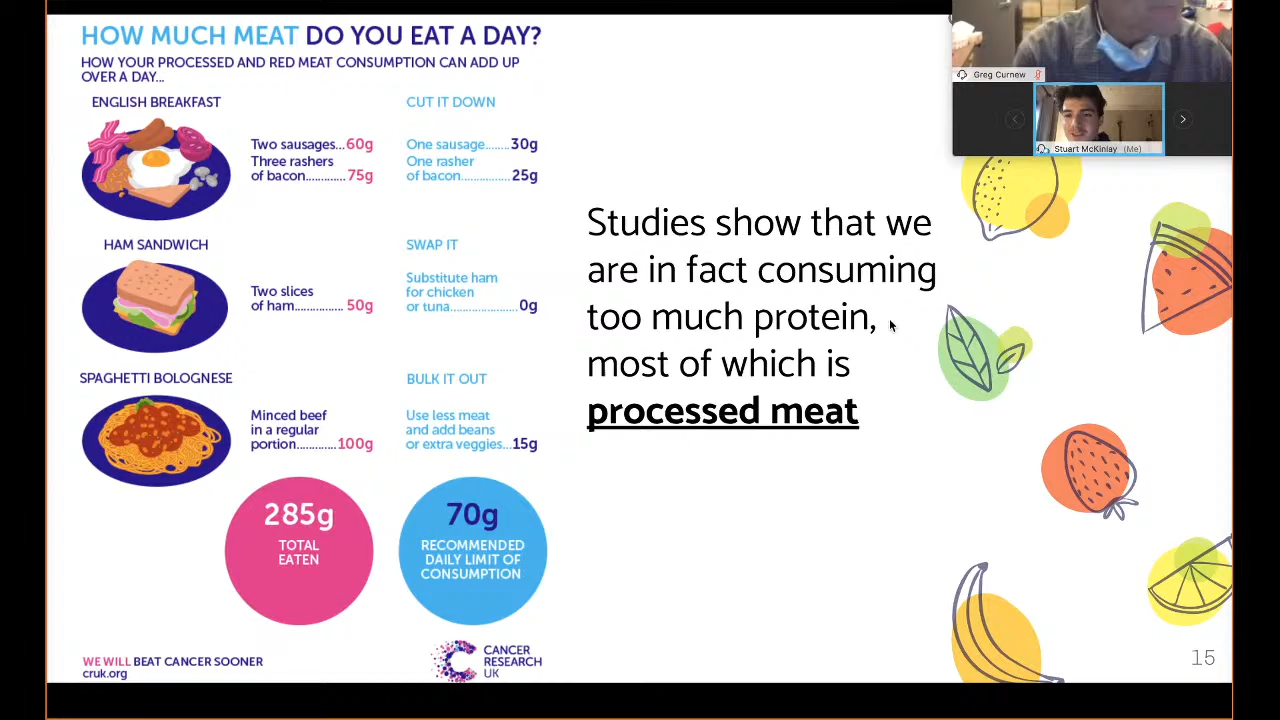 HOW MUCH MEAT DO YOU EAT A DAY?
HOW YOUR PROCESSED AND RED MEAT CONSUMPTION CAN ADD UP
OVER A DAY...
ENGLISH BREAKFAST
Two sausages...60g
Three rashers
of bacon............75g
CUT IT DOWN
One sausage.......30g
One rasher
of bacon..............25g
HAM SANDWICH
Two slices
of ham................ 50g
SWAP IT
Substitute ham
for chicken
or tuna....................0g
SPAGHETTI BOLOGNESE
Minced beef
in a regular
portion............100g
BULK IT OUT
Use less meat
and add beans
or extra veggies...15g
285g
TOTAL
EATEN
70g
RECOMMENDED
DAILY LIMIT OF
CONSUMPTION
WE WILL BEAT CANCER SOONER
cruk.org
CANCER
RESEARCH
UK
Studies show that we
are in fact consuming
too much protein,
most of which is
processed meat
Greg Curnew
Stuart McKinlay (Me)
15